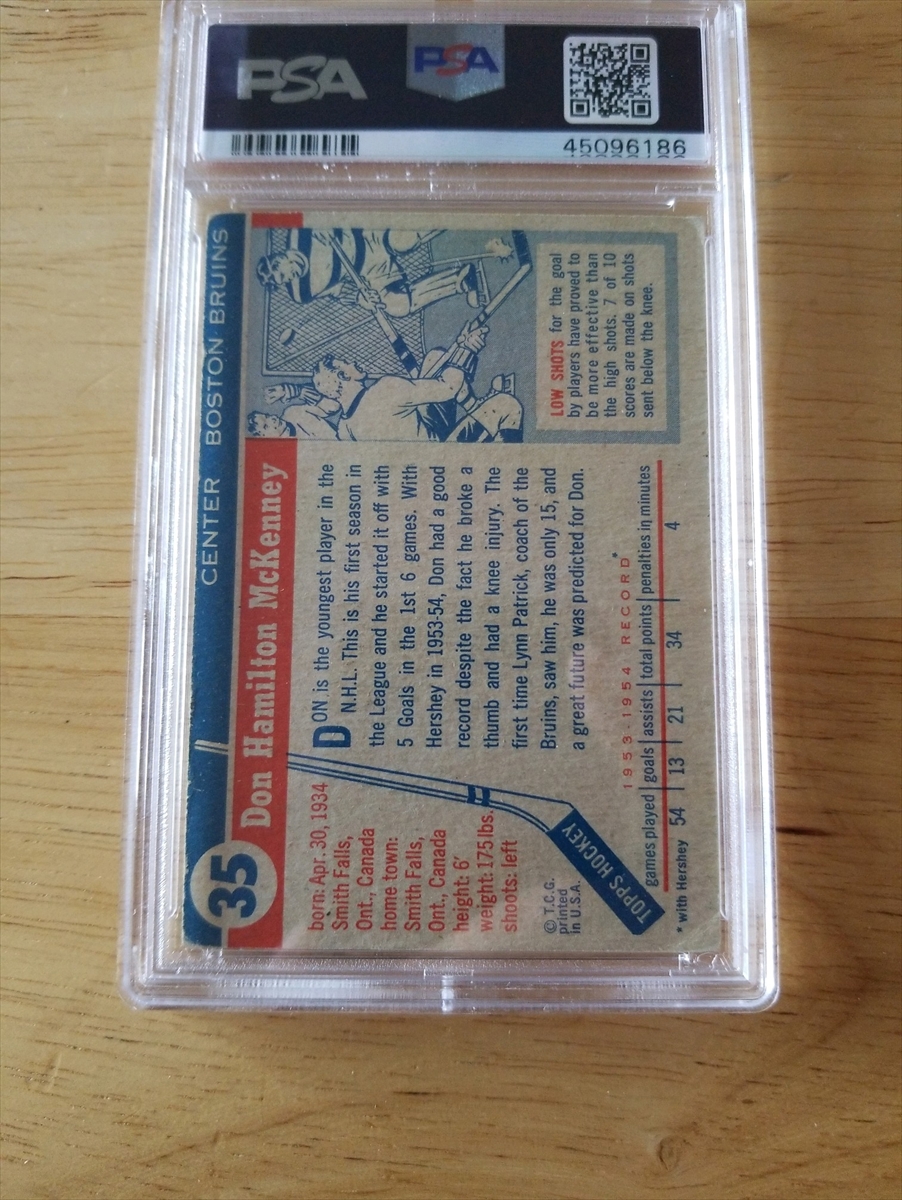 PSA
PSA
45096186
CENTER BOSTON BRUINS
35
Don Hamilton McKenney
born: Apr. 30, 1934
Smith Falls,
Ont., Canada
home town:
Smith Falls,
Ont., Canada
height: 6'
weight: 175lbs.
shoots: left
© T.C.G.
printed
in U.S.A.
TOPPS HOCKEY
DON is the youngest player in the
N.H.L. This is his first season in
the League and he started it off with
5 Goals in the 1st 6 games. With
Hershey in 1953-54, Don had a good
record despite the fact he broke a
thumb and had a knee injury. The
first time Lynn Patrick, coach of the
Bruins, saw him, he was only 15, and
a great future was predicted for Don.
LOW SHOTS for the goal
by players have proved to
be more effective than
the high shots. 7 of 10
scores are made on shots
sent below the knee.
1953-1954 RECORD*
games played goals assists total points penalties in minutes
54 13 21 34 4
*with Hershey